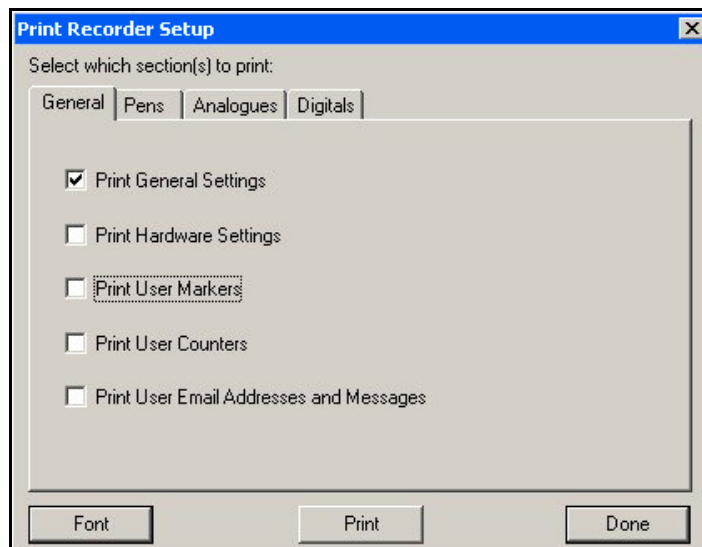 Print Recorder Setup
Select which section(s) to print:
General Pens Analogues Digitals
Print General Settings
Print Hardware Settings
Print User Markers
Print User Counters
Print User Email Addresses and Messages
Font Print Done